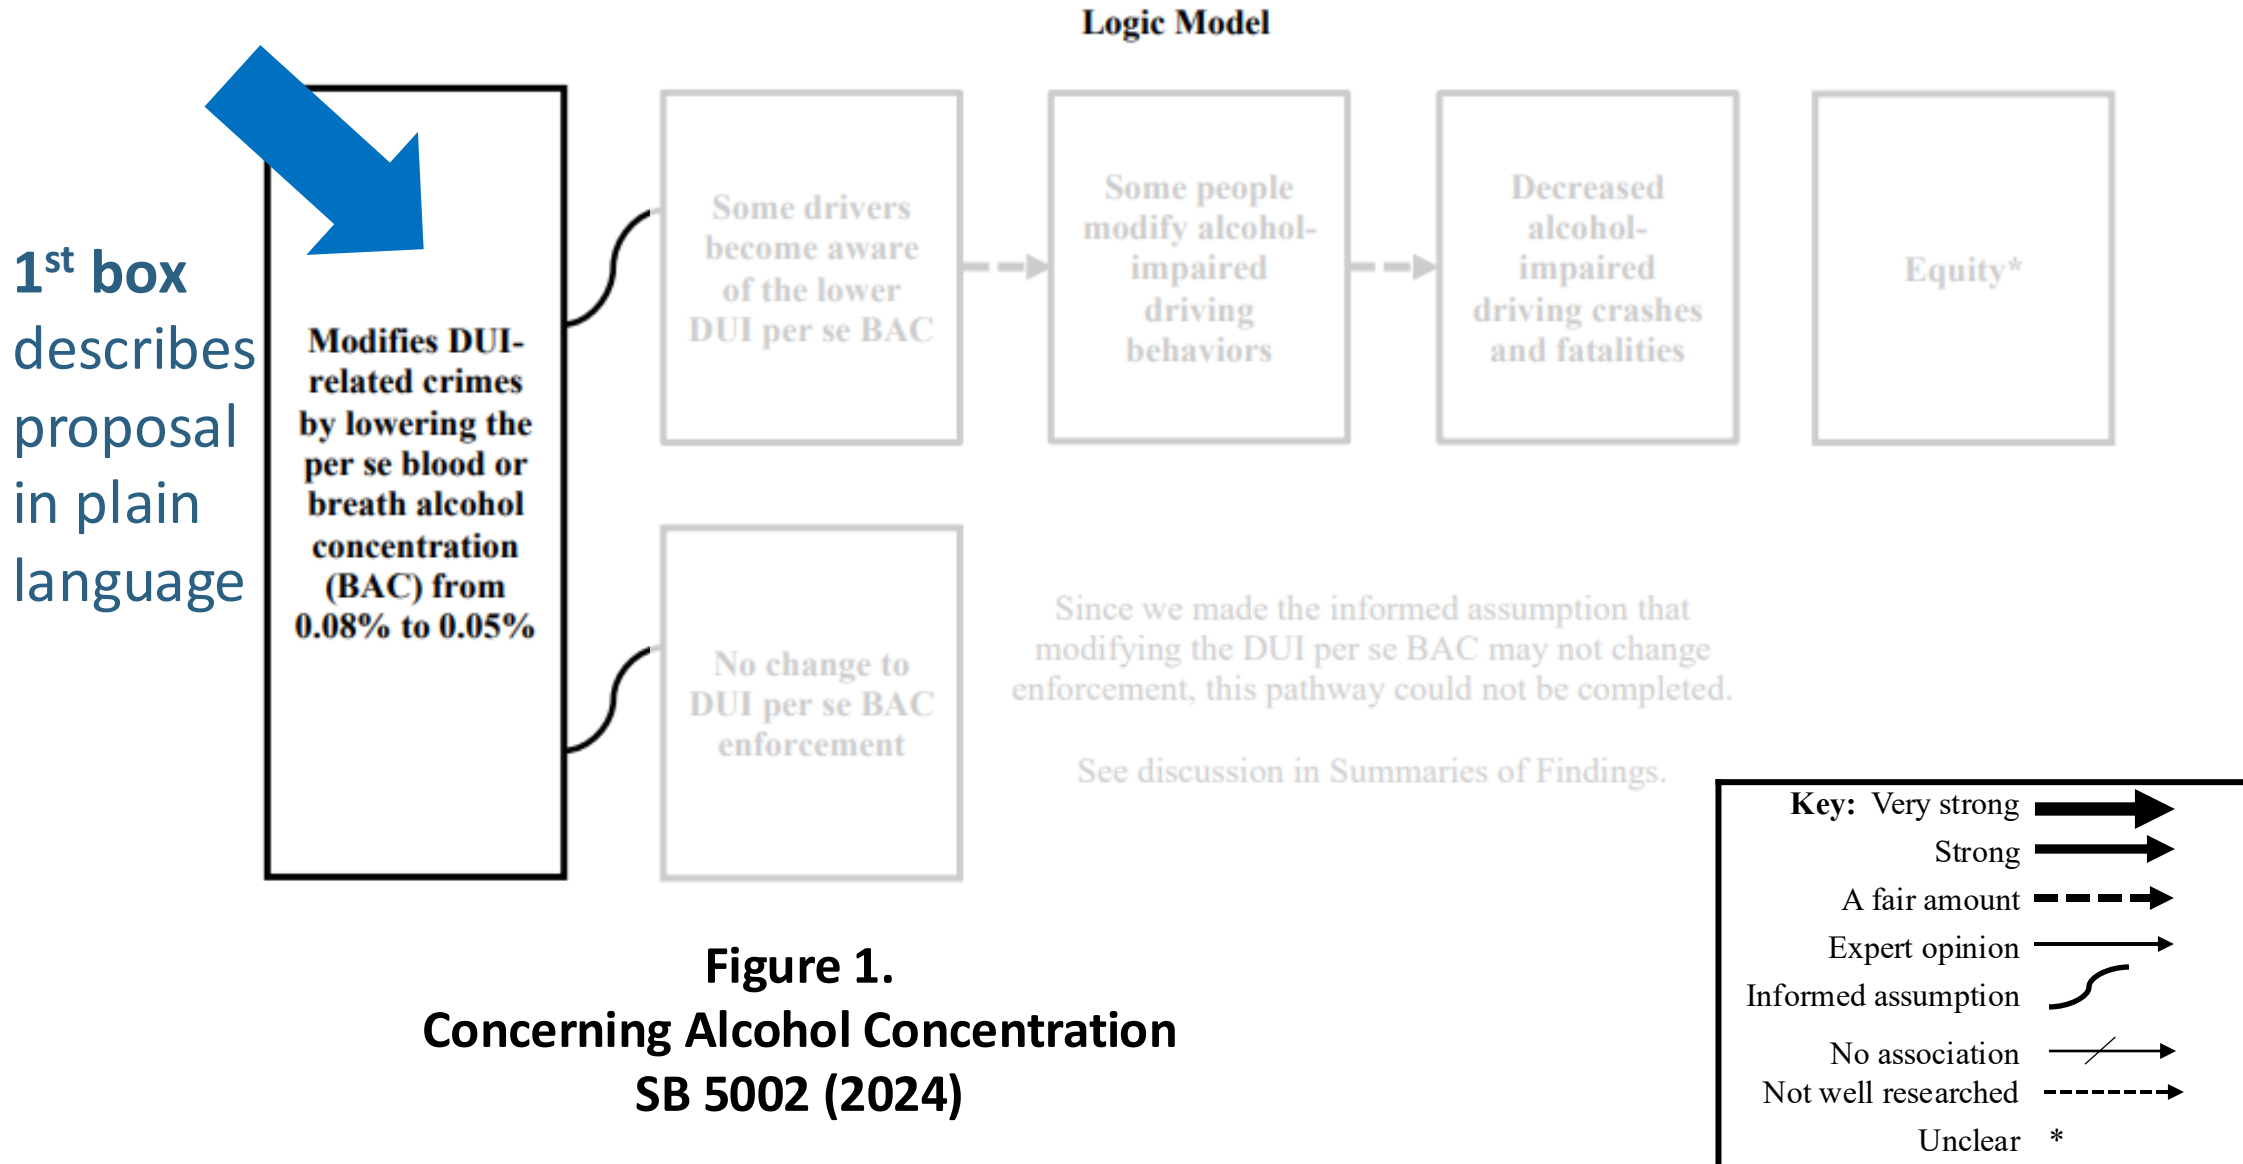 Logic Model
1st box
describes
proposal
in plain
language
Modifies DUI-
related crimes
by lowering the
per se blood or
breath alcohol
concentration
(BAC) from
0.08% to 0.05%
Some drivers
become aware
of the lower
DUI per se BAC
Some people
modify alcohol-
impaired
driving
behaviors
Decreased
alcohol-
impaired
driving crashes
and fatalities
Equity*
No change to
DUI per se BAC
enforcement
Since we made the informed assumption that
modifying the DUI per se BAC may not change
enforcement, this pathway could not be completed.
See discussion in Summaries of Findings.
Key: Very strong
Strong
A fair amount
Expert opinion
Informed assumption
No association
Not well researched
Unclear *
Figure 1.
Concerning Alcohol Concentration
SB 5002 (2024)